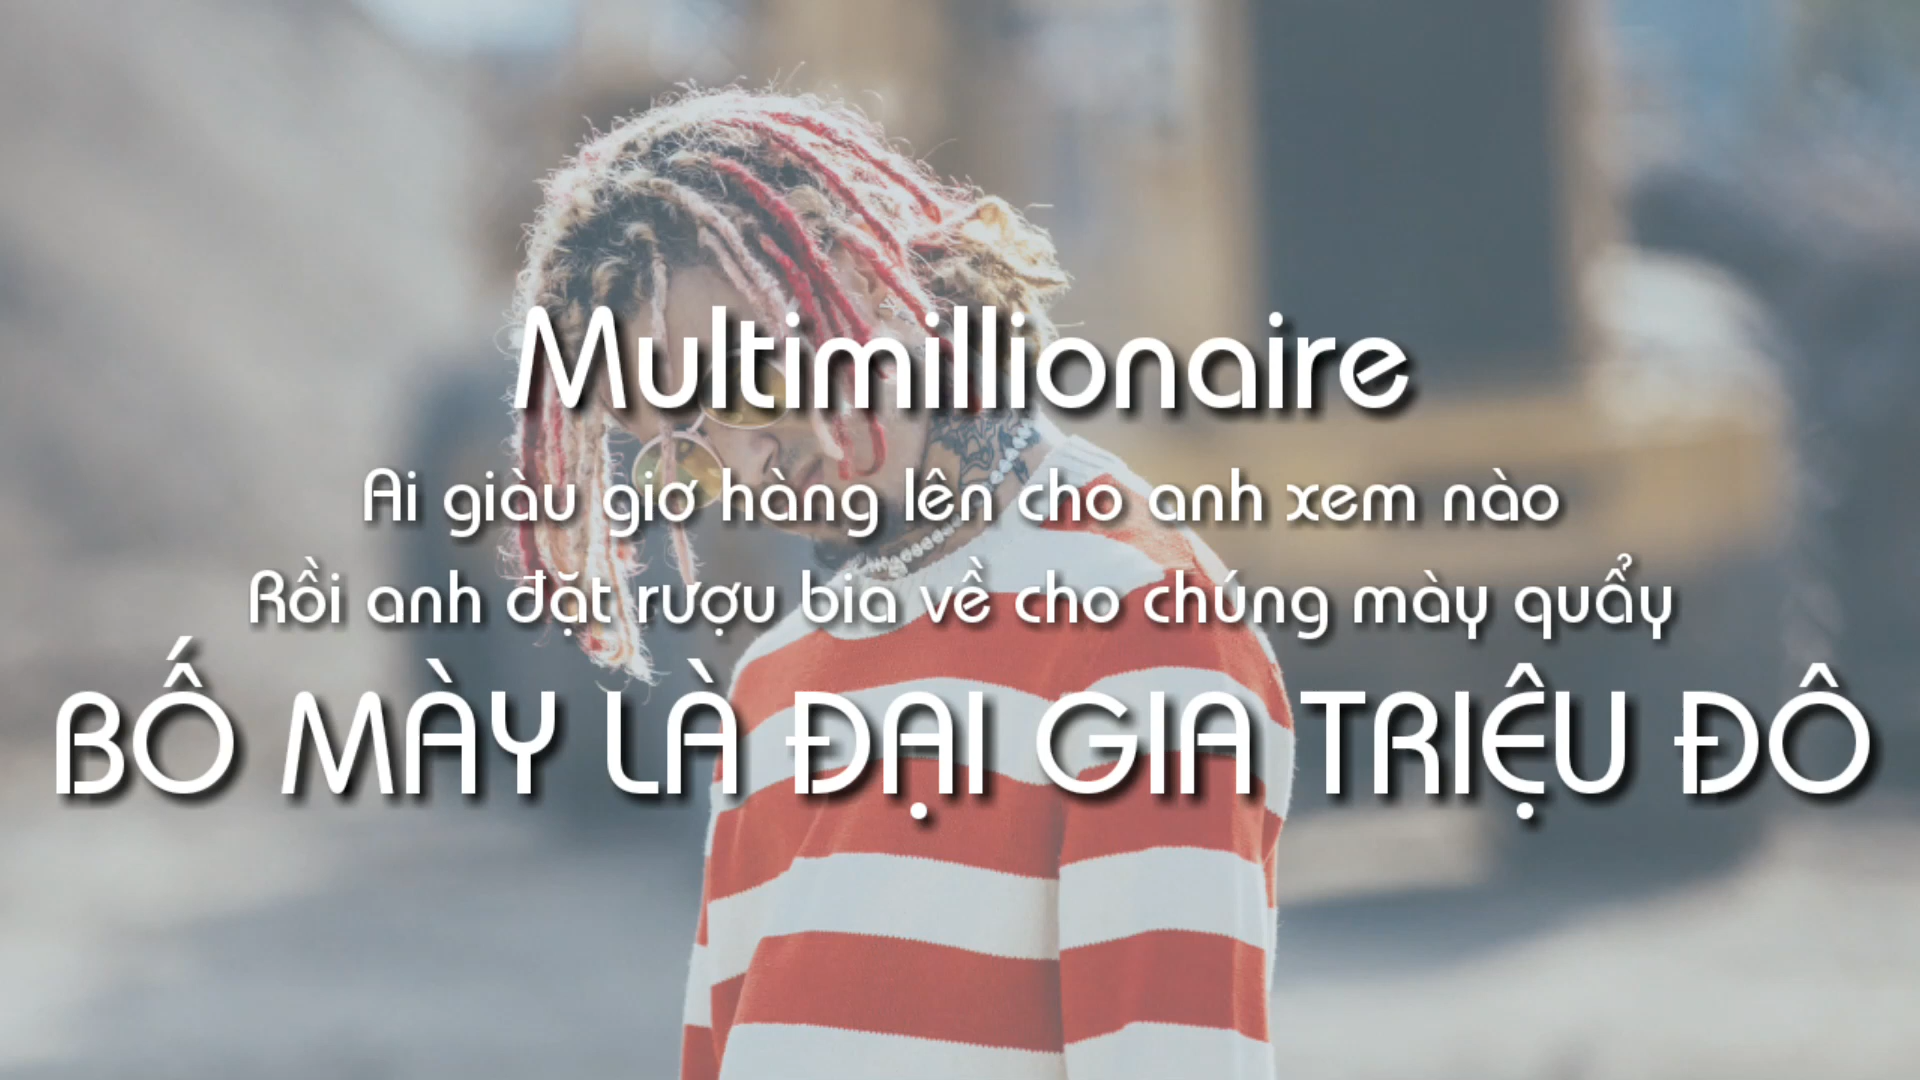 Multimillionaire
Ai giàu giơ hàng lên cho anh xem nào
Rồi anh đặt rượu bia về cho chúng mày quẩy
BỐ MÀY LÀ ĐẠI GIA TRIỆU ĐÔ